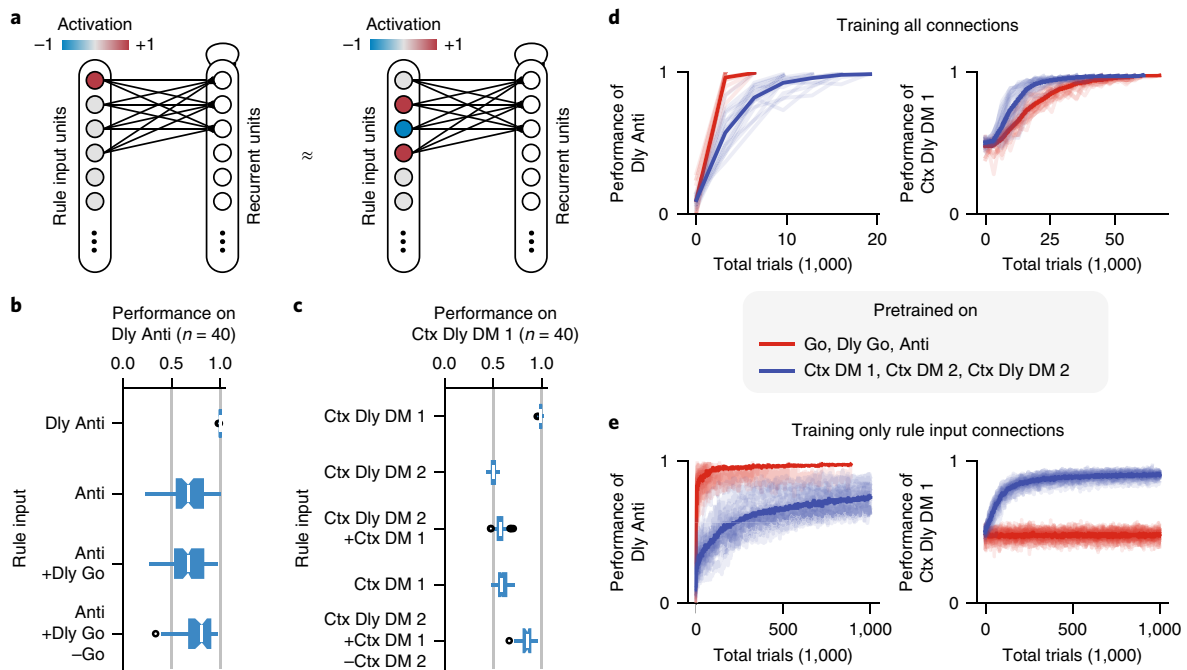 a
Activation
−1 +1
Rule input units
Recurrent units
≈
Activation
−1 +1
Rule input units
Recurrent units
b
Performance on
Dly Anti (n = 40)
0.0 0.5 1.0
Rule input
Dly Anti
Anti
Anti
+Dly Go
Anti
+Dly Go
−Go
c
Performance on
Ctx Dly DM 1 (n = 40)
0.0 0.5 1.0
Rule input
Ctx Dly DM 1
Ctx Dly DM 2
Ctx Dly DM 2
+Ctx DM 1
Ctx DM 1
Ctx Dly DM 2
+Ctx DM 1
−Ctx DM 2
d
Training all connections
Performance of
Dly Anti
1
0
0 10 20
Total trials (1,000)
Performance of
Ctx Dly DM 1
1
0
0 25 50
Total trials (1,000)
Pretrained on
Go, Dly Go, Anti
Ctx DM 1, Ctx DM 2, Ctx Dly DM 2
e
Training only rule input connections
Performance of
Dly Anti
1
0
0 500 1,000
Total trials (1,000)
Performance of
Ctx Dly DM 1
1
0
0 500 1,000
Total trials (1,000)